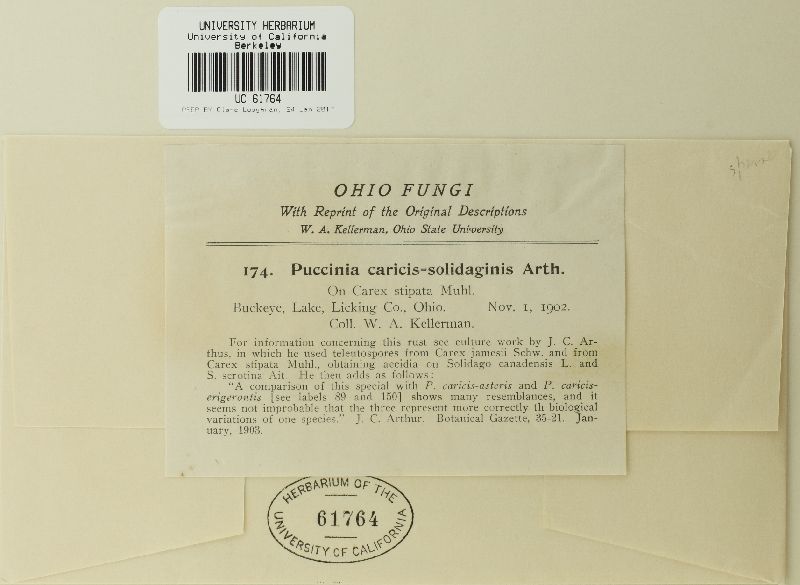 UNIVERSITY HERBARIUM
University of California
Berkeley
UC 61764
OHIO FUNGI
With Reprint of the Original Descriptions
W. A. Kellerman, Ohio State University
174. Puccinia caricis-solidaginis Arth.
On Carex stipata Muhl.
Buckeye, Lake, Licking Co., Ohio. Nov. 1, 1902.
Coll. W. A. Kellerman.
For information concerning this rust see culture work by J. C. Ar-
thus, in which he used teleutospores from Carex jamesii Schw. and from
Carex stipata Muhl., obtaining aecidia on Solidago canadensis L. and
S. serotina Ait. He then adds as follows:
"A comparison of this special with P. caricis-asteris and P. caricis-
erigerontis [see labels 89 and 150] shows many resemblances, and it
seems not improbable that the three represent more correctly th biological
variations of one species." J. C. Arthur. Botanical Gazette, 35-21. Jan-
uary, 1903.
HERBARIUM OF THE
61764
UNIVERSITY OF CALIFORNIA